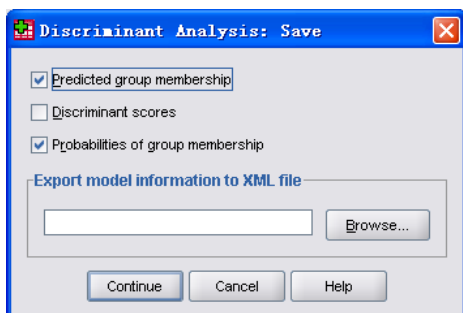 Discriminant Analysis: Save
Predicted group membership
Discriminant scores
Probabilities of group membership
Export model information to XML file
Browse...
Continue Cancel Help